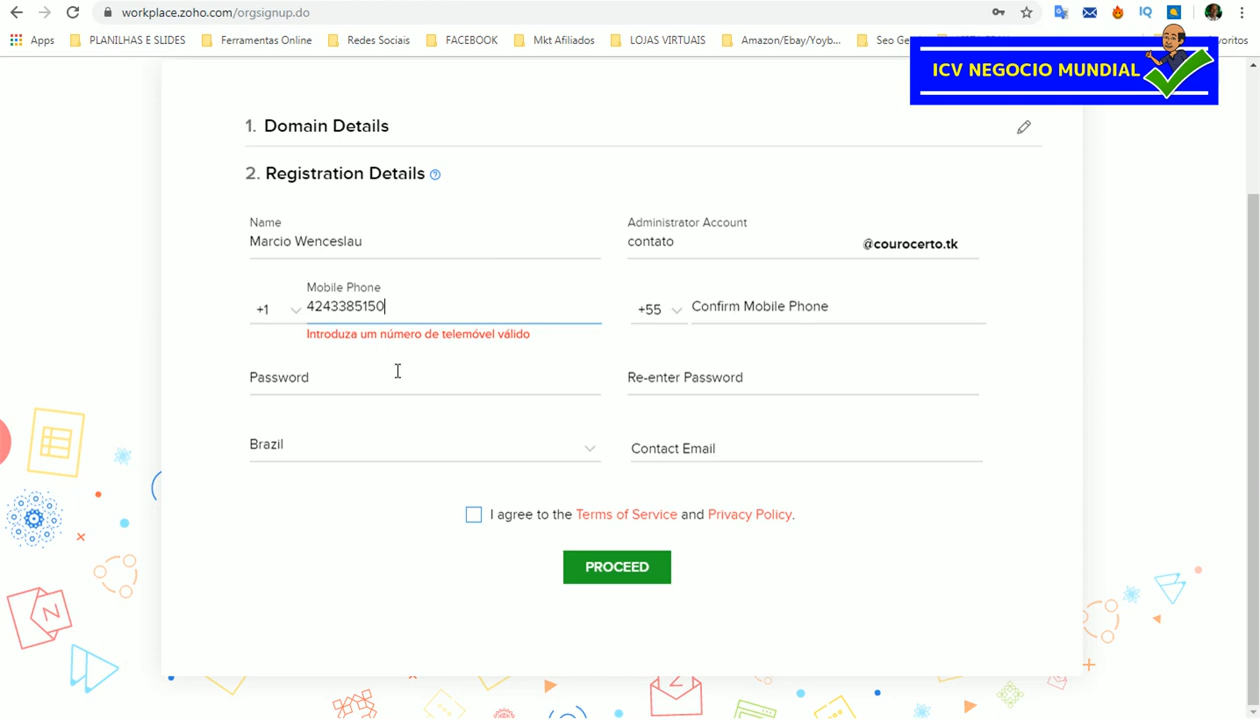 workplace.zoho.com/orgsignup.do
Apps PLANILHAS E SLIDES Ferramentas Online Redes Sociais FACEBOOK Mkt Afiliados LOJAS VIRTUAIS Amazon/Ebay/Yoyb... Seo Ge
ICV NEGOCIO MUNDIAL
1. Domain Details
2. Registration Details
Name
Marcio Wenceslau
Administrator Account
contato
@courocerto.tk
Mobile Phone
+1 4243385150
Introduza um número de telemóvel válido
+55 Confirm Mobile Phone
Password
Re-enter Password
Brazil
Contact Email
I agree to the Terms of Service and Privacy Policy.
PROCEED